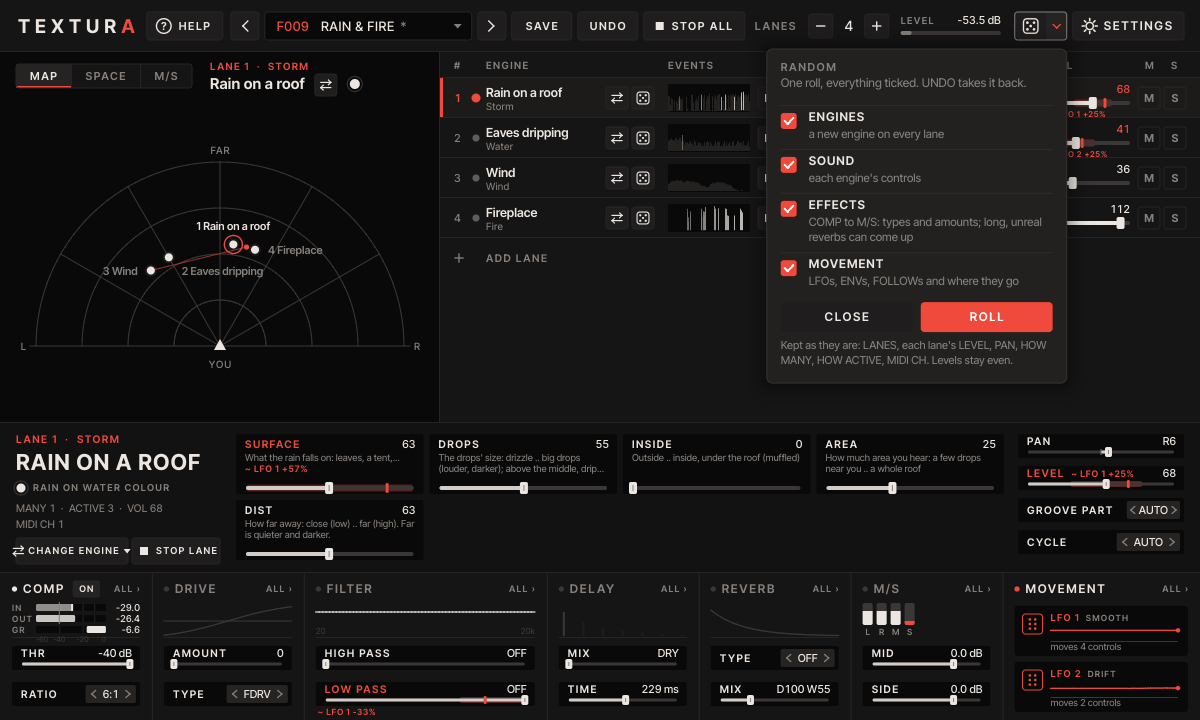 TEXTURA
HELP
F009 RAIN & FIRE *
SAVE
UNDO
STOP ALL
LANES
4
LEVEL -53.5 dB
SETTINGS
MAP
SPACE
M/S
LANE 1 · STORM
Rain on a roof
FAR
1 Rain on a roof
4 Fireplace
3 Wind
2 Eaves dripping
L
R
YOU
# ENGINE EVENTS L M S
1 Rain on a roof
Storm
68
M S
O 1 +25%
2 Eaves dripping
Water
41
M S
O 2 +25%
3 Wind
Wind
36
M S
4 Fireplace
Fire
112
M S
ADD LANE
RANDOM
One roll, everything ticked. UNDO takes it back.
ENGINES
a new engine on every lane
SOUND
each engine's controls
EFFECTS
COMP to M/S: types and amounts; long, unreal
reverbs can come up
MOVEMENT
LFOs, ENVs, FOLLOWs and where they go
CLOSE
ROLL
Kept as they are: LANES, each lane's LEVEL, PAN, HOW
MANY, HOW ACTIVE, MIDI CH. Levels stay even.
LANE 1 · STORM
RAIN ON A ROOF
RAIN ON WATER COLOUR
MANY 1 · ACTIVE 3 · VOL 68
MIDI CH 1
CHANGE ENGINE
STOP LANE
SURFACE 63
What the rain falls on: leaves, a tent,...
~ LFO 1 +57%
DROPS 55
The drops' size: drizzle .. big drops
(louder, darker); above the middle, drip...
INSIDE 0
Outside .. inside, under the roof (muffled)
AREA 25
How much area you hear: a few drops
near you .. a whole roof
DIST 63
How far away: close (low) .. far (high). Far
is quieter and darker.
PAN R6
LEVEL ~ LFO 1 +25% 68
GROOVE PART < AUTO >
CYCLE < AUTO >
COMP ON ALL ›
IN -29.0
OUT -26.4
GR -6.6
-60 -40 -20 0
THR -40 dB
RATIO < 6:1 >
DRIVE ALL ›
AMOUNT 0
TYPE < FDRV >
FILTER ALL ›
20 20k
HIGH PASS OFF
LOW PASS OFF
~ LFO 1 -33%
DELAY ALL ›
MIX DRY
TIME 229 ms
REVERB ALL ›
TYPE < OFF >
MIX D100 W55
M/S ALL ›
L R M S
MID 0.0 dB
SIDE 0.0 dB
MOVEMENT ALL ›
LFO 1 SMOOTH
moves 4 controls
LFO 2 DRIFT
moves 2 controls